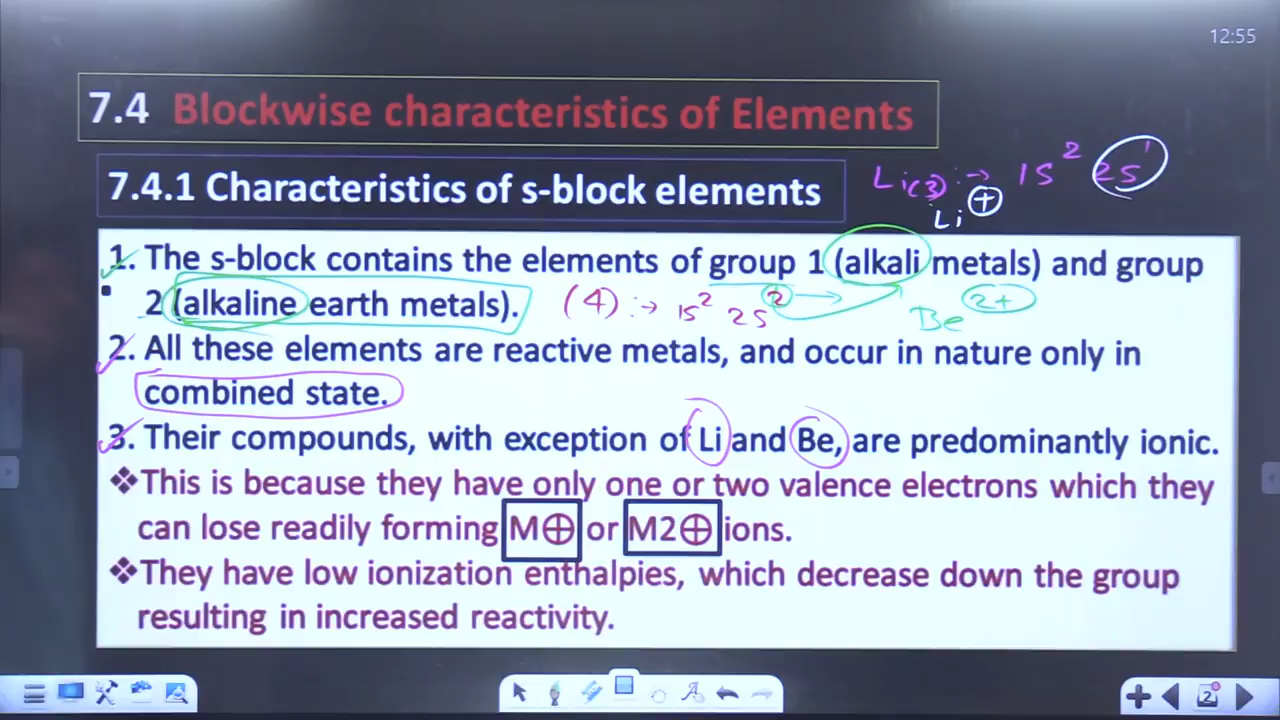 12:55
7.4 Blockwise characteristics of Elements
7.4.1 Characteristics of s-block elements
Li(3) :→ 1s² 2s¹
Li⊕
1. The s-block contains the elements of group 1 (alkali metals) and group
2 (alkaline earth metals).
(4) :→ 1s² 2s² → Be²⁺
2. All these elements are reactive metals, and occur in nature only in
combined state.
3. Their compounds, with exception of Li and Be, are predominantly ionic.
❖This is because they have only one or two valence electrons which they
can lose readily forming M⊕ or M2⊕ ions.
❖They have low ionization enthalpies, which decrease down the group
resulting in increased reactivity.
2